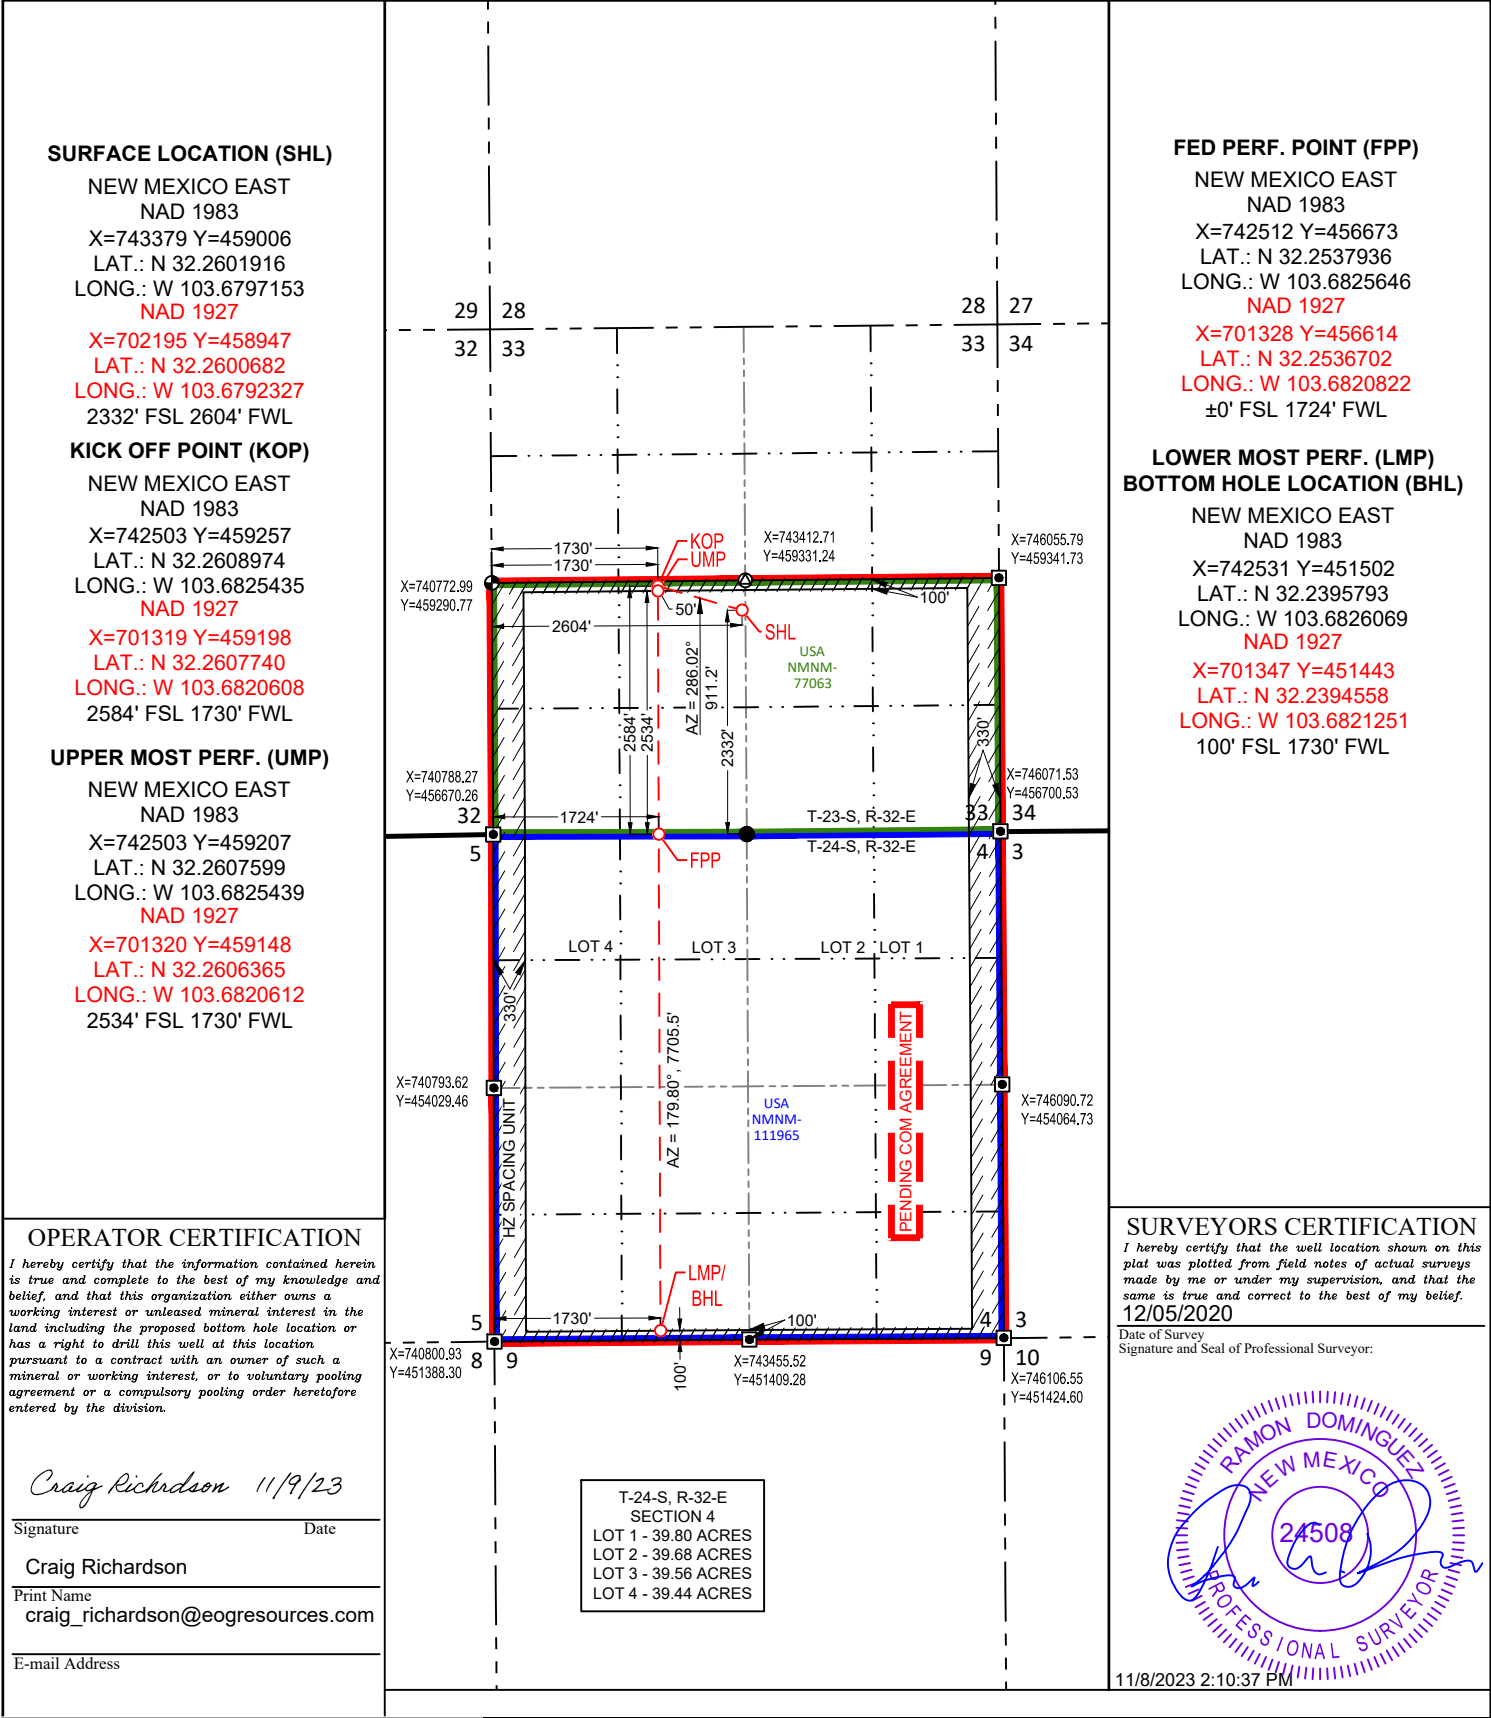 SURFACE LOCATION (SHL)
NEW MEXICO EAST
NAD 1983
X=743379 Y=459006
LAT.: N 32.2601916
LONG.: W 103.6797153
NAD 1927
X=702195 Y=458947
LAT.: N 32.2600682
LONG.: W 103.6792327
2332' FSL 2604' FWL
KICK OFF POINT (KOP)
NEW MEXICO EAST
NAD 1983
X=742503 Y=459257
LAT.: N 32.2608974
LONG.: W 103.6825435
NAD 1927
X=701319 Y=459198
LAT.: N 32.2607740
LONG.: W 103.6820608
2584' FSL 1730' FWL
UPPER MOST PERF. (UMP)
NEW MEXICO EAST
NAD 1983
X=742503 Y=459207
LAT.: N 32.2607599
LONG.: W 103.6825439
NAD 1927
X=701320 Y=459148
LAT.: N 32.2606365
LONG.: W 103.6820612
2534' FSL 1730' FWL
OPERATOR CERTIFICATION
I hereby certify that the information contained herein
is true and complete to the best of my knowledge and
belief, and that this organization either owns a
working interest or unleased mineral interest in the
land including the proposed bottom hole location or
has a right to drill this well at this location
pursuant to a contract with an owner of such a
mineral or working interest, or to voluntary pooling
agreement or a compulsory pooling order heretofore
entered by the division.
Craig Richrdson 11/9/23
Signature Date
Craig Richardson
Print Name
craig_richardson@eogresources.com
E-mail Address
29 28
32 33
28 27
33 34
1730'
1730'
KOP
UMP
X=743412.71
Y=459331.24
X=746055.79
Y=459341.73
X=740772.99
Y=459290.77
50'
100'
2604'
SHL
USA
NMNM-
77063
AZ = 286.02°
911.2'
2584'
2534'
2332'
330'
X=740788.27
Y=456670.26
X=746071.53
Y=456700.53
32
5
1724'
T-23-S, R-32-E
T-24-S, R-32-E
33 34
4 3
FPP
LOT 4
LOT 3
LOT 2
LOT 1
330'
AZ = 179.80°, 7705.5'
PENDING COM AGREEMENT
X=740793.62
Y=454029.46
X=746090.72
Y=454064.73
USA
NMNM-
111965
HZ SPACING UNIT
LMP/
BHL
1730'
100'
100'
5
8 9
4 3
9 10
X=740800.93
Y=451388.30
X=743455.52
Y=451409.28
X=746106.55
Y=451424.60
T-24-S, R-32-E
SECTION 4
LOT 1 - 39.80 ACRES
LOT 2 - 39.68 ACRES
LOT 3 - 39.56 ACRES
LOT 4 - 39.44 ACRES
FED PERF. POINT (FPP)
NEW MEXICO EAST
NAD 1983
X=742512 Y=456673
LAT.: N 32.2537936
LONG.: W 103.6825646
NAD 1927
X=701328 Y=456614
LAT.: N 32.2536702
LONG.: W 103.6820822
±0' FSL 1724' FWL
LOWER MOST PERF. (LMP)
BOTTOM HOLE LOCATION (BHL)
NEW MEXICO EAST
NAD 1983
X=742531 Y=451502
LAT.: N 32.2395793
LONG.: W 103.6826069
NAD 1927
X=701347 Y=451443
LAT.: N 32.2394558
LONG.: W 103.6821251
100' FSL 1730' FWL
SURVEYORS CERTIFICATION
I hereby certify that the well location shown on this
plat was plotted from field notes of actual surveys
made by me or under my supervision, and that the
same is true and correct to the best of my belief.
12/05/2020
Date of Survey
Signature and Seal of Professional Surveyor:
RAMON DOMINGUEZ
NEW MEXICO
24508
PROFESSIONAL SURVEYOR
11/8/2023 2:10:37 PM